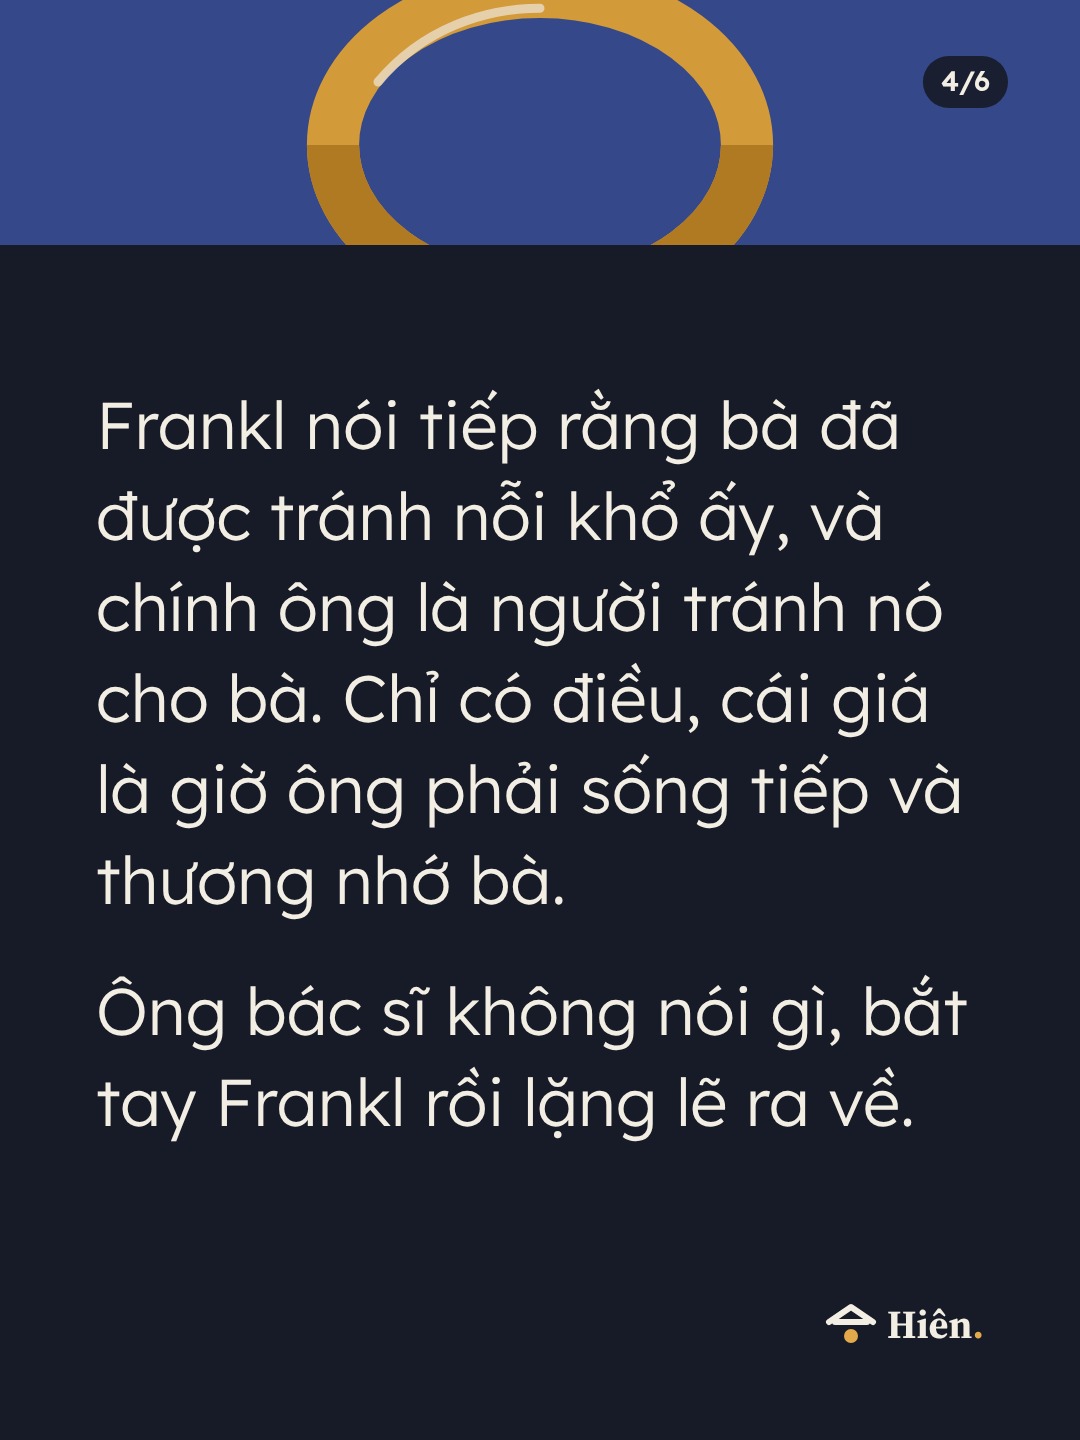 4/6
Frankl nói tiếp rằng bà đã
được tránh nỗi khổ ấy, và
chính ông là người tránh nó
cho bà. Chỉ có điều, cái giá
là giờ ông phải sống tiếp và
thương nhớ bà.
Ông bác sĩ không nói gì, bắt
tay Frankl rồi lặng lẽ ra về.
Hiên.